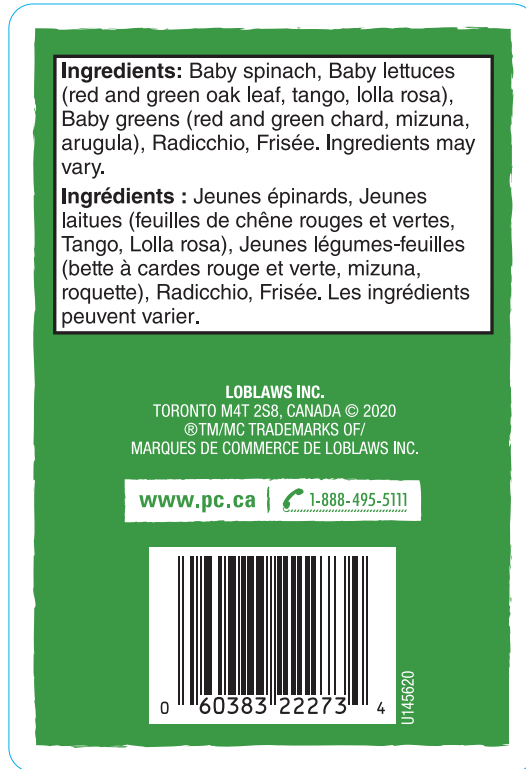 Ingredients: Baby spinach, Baby lettuces
(red and green oak leaf, tango, lolla rosa),
Baby greens (red and green chard, mizuna,
arugula), Radicchio, Frisée. Ingredients may
vary.
Ingrédients : Jeunes épinards, Jeunes
laitues (feuilles de chêne rouges et vertes,
Tango, Lolla rosa), Jeunes légumes-feuilles
(bette à cardes rouge et verte, mizuna,
roquette), Radicchio, Frisée. Les ingrédients
peuvent varier.
LOBLAWS INC.
TORONTO M4T 2S8, CANADA © 2020
®TM/MC TRADEMARKS OF/
MARQUES DE COMMERCE DE LOBLAWS INC.
www.pc.ca 1-888-495-5111
0 60383 22273 4
U145620